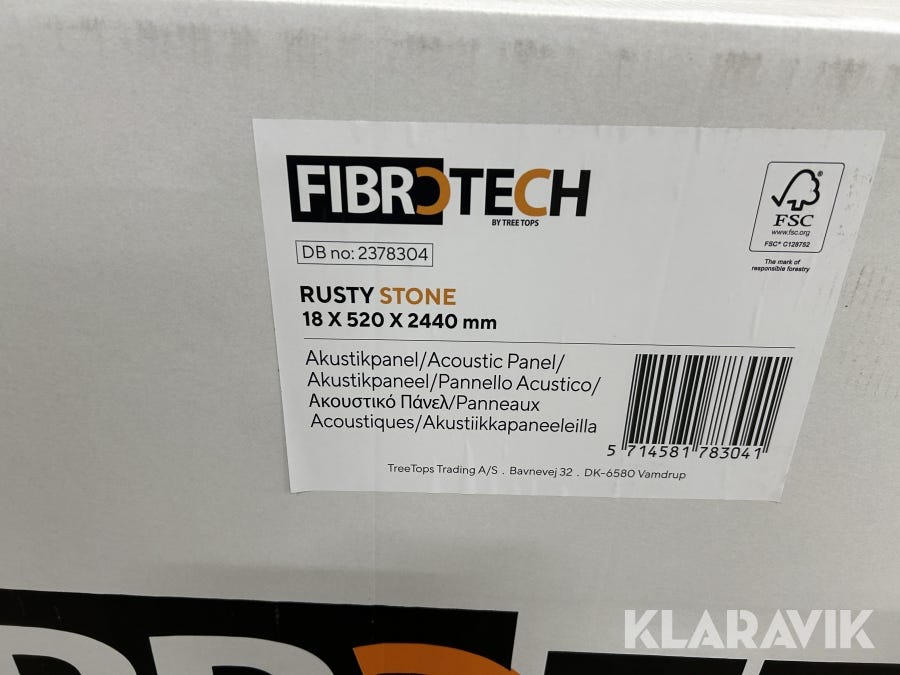 FIBROTECH
BY TREE TOPS
DB no: 2378304
RUSTY STONE
18 X 520 X 2440 mm
Akustikpanel/Acoustic Panel/
Akustikpaneel/Pannello Acustico/
Ακουστικό Πάνελ/Panneaux
Acoustiques/Akustiikkapaneeleilla
5 714581 783041
TreeTops Trading A/S . Bavnevej 32 . DK-6580 Vamdrup
FSC
www.fsc.org
FSC® C128752
The mark of
responsible forestry
KLARAVIK